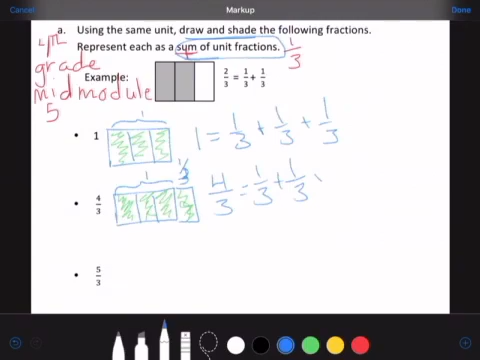 Cancel
Markup
Done
a. Using the same unit, draw and shade the following fractions.
Represent each as a sum of unit fractions.
1/3
4th
grade
mid module
5
Example:
2/3 = 1/3 + 1/3
1
• 1
1 = 1/3 + 1/3 + 1/3
1
1/3
• 4/3
4/3 = 1/3 + 1/3
• 5/3